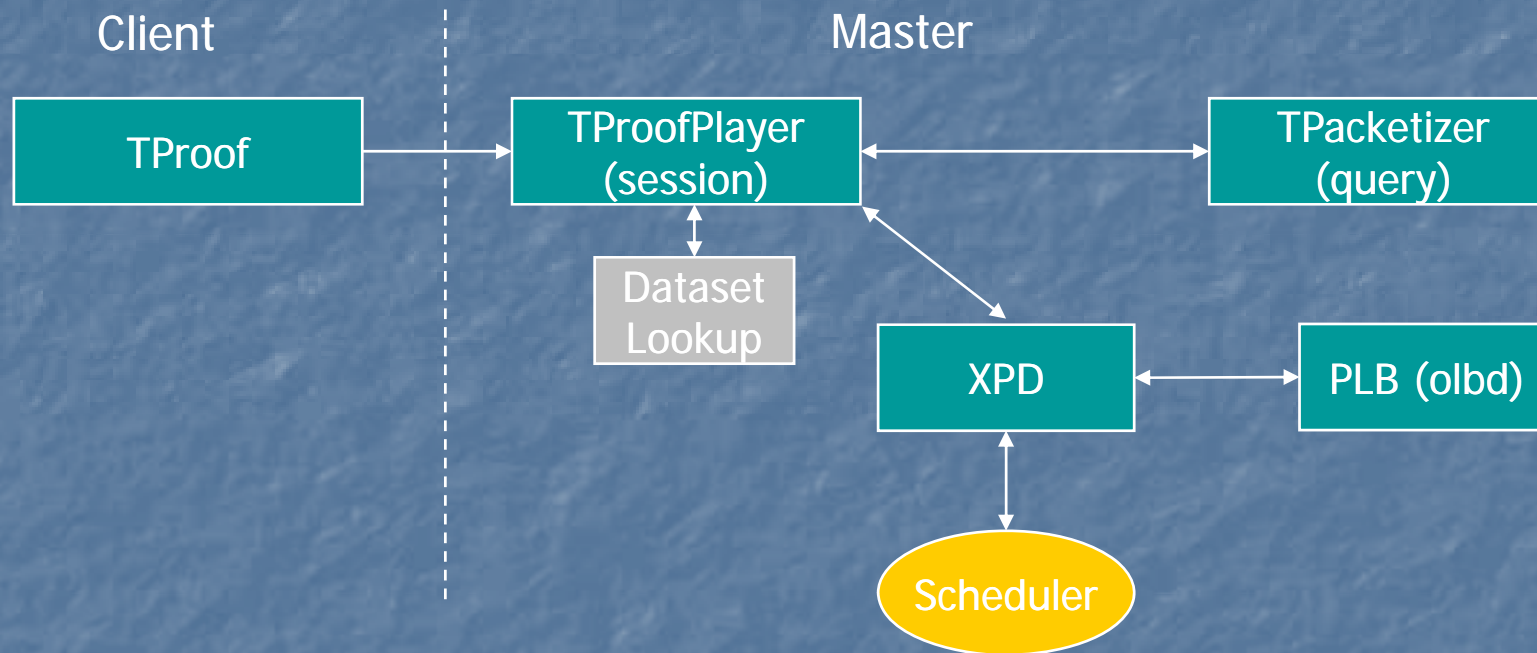 Client
Master
TProof
TProofPlayer
(session)
TPacketizer
(query)
Dataset
Lookup
XPD
PLB (olbd)
Scheduler